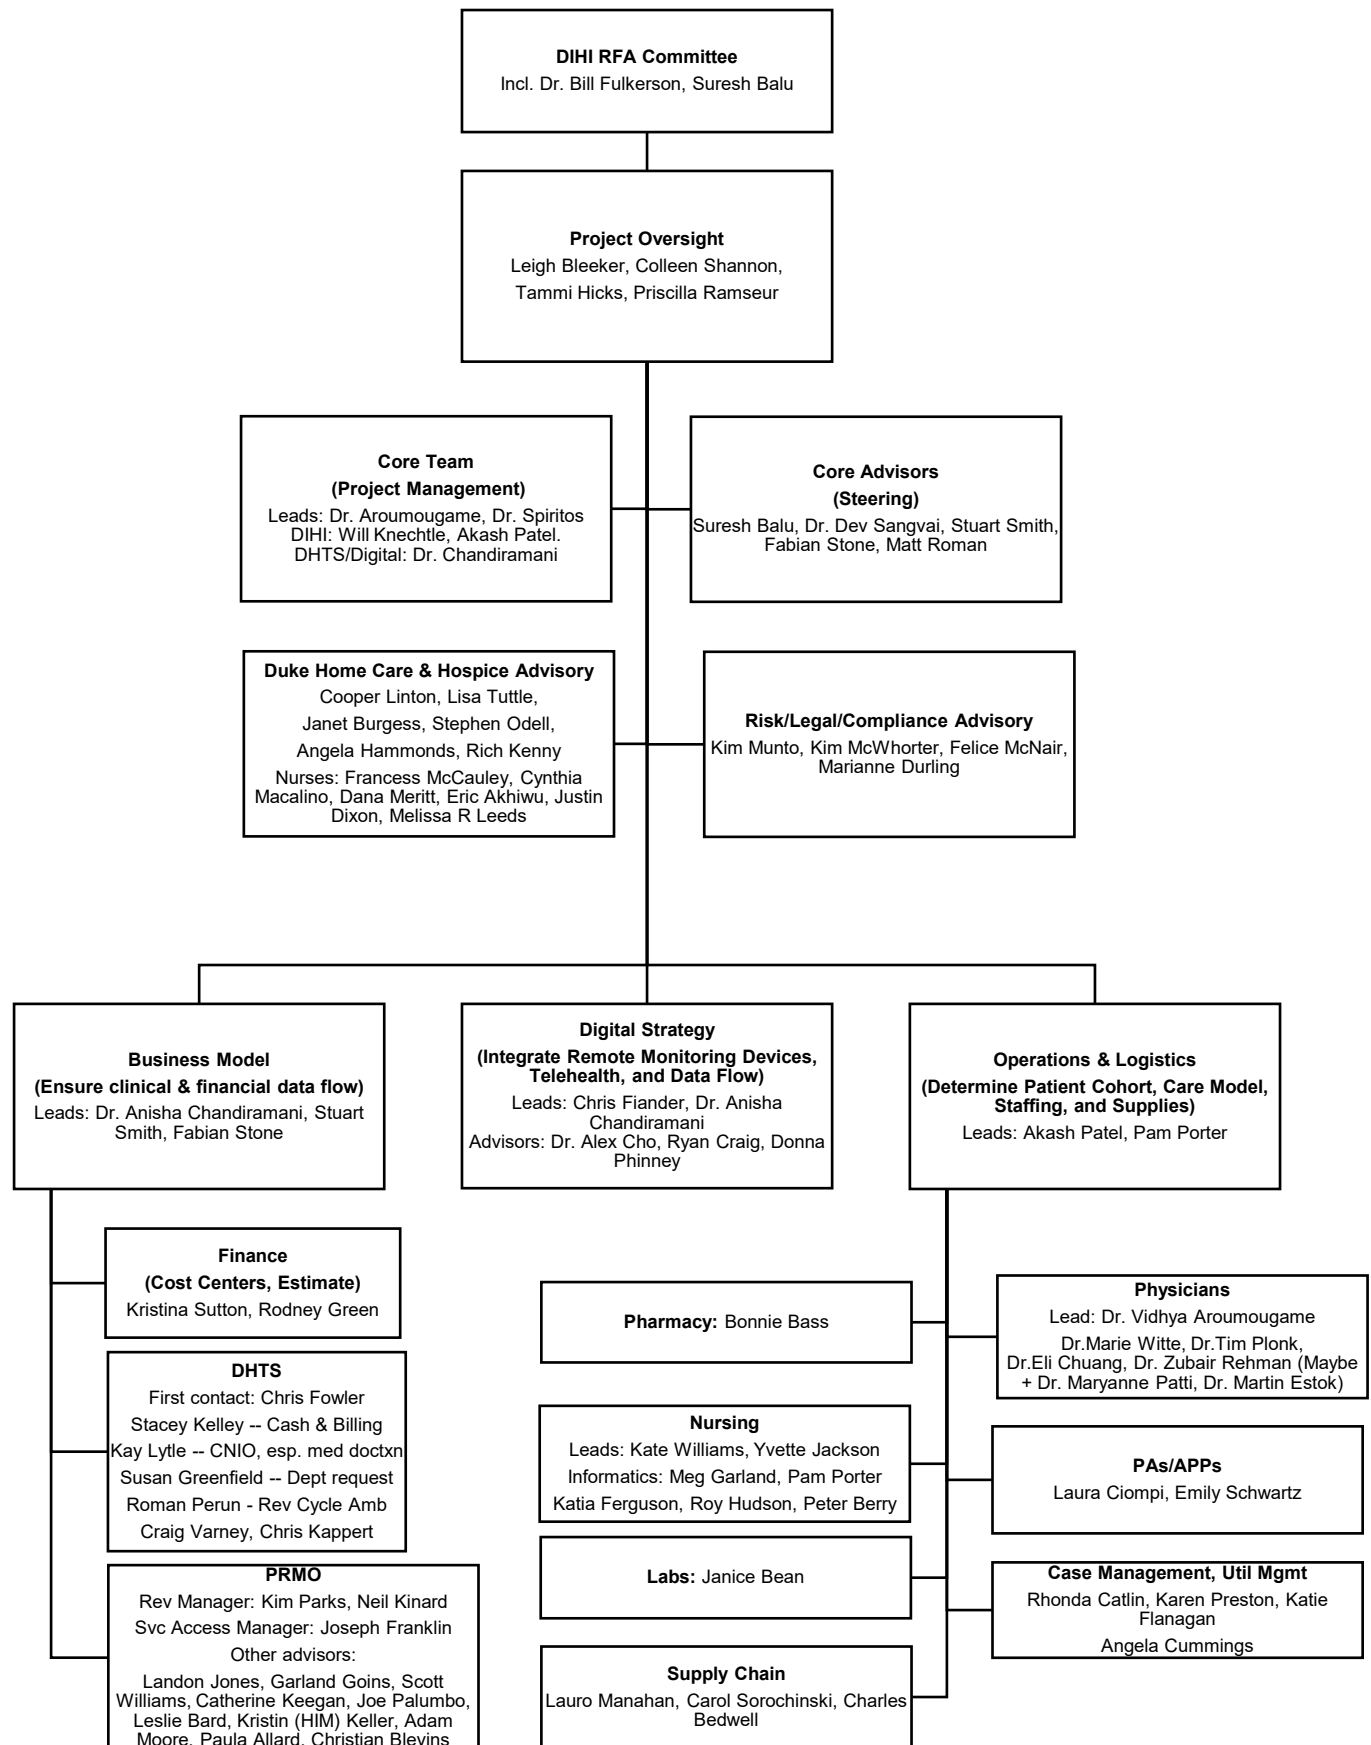 DIHI RFA Committee
Incl. Dr. Bill Fulkerson, Suresh Balu
Project Oversight
Leigh Bleeker, Colleen Shannon,
Tammi Hicks, Priscilla Ramseur
Core Team
(Project Management)
Leads: Dr. Aroumougame, Dr. Spiritos
DIHI: Will Knechtle, Akash Patel.
DHTS/Digital: Dr. Chandiramani
Core Advisors
(Steering)
Suresh Balu, Dr. Dev Sangvai, Stuart Smith,
Fabian Stone, Matt Roman
Duke Home Care & Hospice Advisory
Cooper Linton, Lisa Tuttle,
Janet Burgess, Stephen Odell,
Angela Hammonds, Rich Kenny
Nurses: Francess McCauley, Cynthia
Macalino, Dana Meritt, Eric Akhiwu, Justin
Dixon, Melissa R Leeds
Risk/Legal/Compliance Advisory
Kim Munto, Kim McWhorter, Felice McNair,
Marianne Durling
Business Model
(Ensure clinical & financial data flow)
Leads: Dr. Anisha Chandiramani, Stuart
Smith, Fabian Stone
Digital Strategy
(Integrate Remote Monitoring Devices,
Telehealth, and Data Flow)
Leads: Chris Fiander, Dr. Anisha
Chandiramani
Advisors: Dr. Alex Cho, Ryan Craig, Donna
Phinney
Operations & Logistics
(Determine Patient Cohort, Care Model,
Staffing, and Supplies)
Leads: Akash Patel, Pam Porter
Finance
(Cost Centers, Estimate)
Kristina Sutton, Rodney Green
DHTS
First contact: Chris Fowler
Stacey Kelley -- Cash & Billing
Kay Lytle -- CNIO, esp. med doctxn
Susan Greenfield -- Dept request
Roman Perun - Rev Cycle Amb
Craig Varney, Chris Kappert
PRMO
Rev Manager: Kim Parks, Neil Kinard
Svc Access Manager: Joseph Franklin
Other advisors:
Landon Jones, Garland Goins, Scott
Williams, Catherine Keegan, Joe Palumbo,
Leslie Bard, Kristin (HIM) Keller, Adam
Moore, Paula Allard, Christian Blevins
Pharmacy: Bonnie Bass
Nursing
Leads: Kate Williams, Yvette Jackson
Informatics: Meg Garland, Pam Porter
Katia Ferguson, Roy Hudson, Peter Berry
Labs: Janice Bean
Supply Chain
Lauro Manahan, Carol Sorochinski, Charles
Bedwell
Physicians
Lead: Dr. Vidhya Aroumougame
Dr.Marie Witte, Dr.Tim Plonk,
Dr.Eli Chuang, Dr. Zubair Rehman (Maybe
+ Dr. Maryanne Patti, Dr. Martin Estok)
PAs/APPs
Laura Ciompi, Emily Schwartz
Case Management, Util Mgmt
Rhonda Catlin, Karen Preston, Katie
Flanagan
Angela Cummings